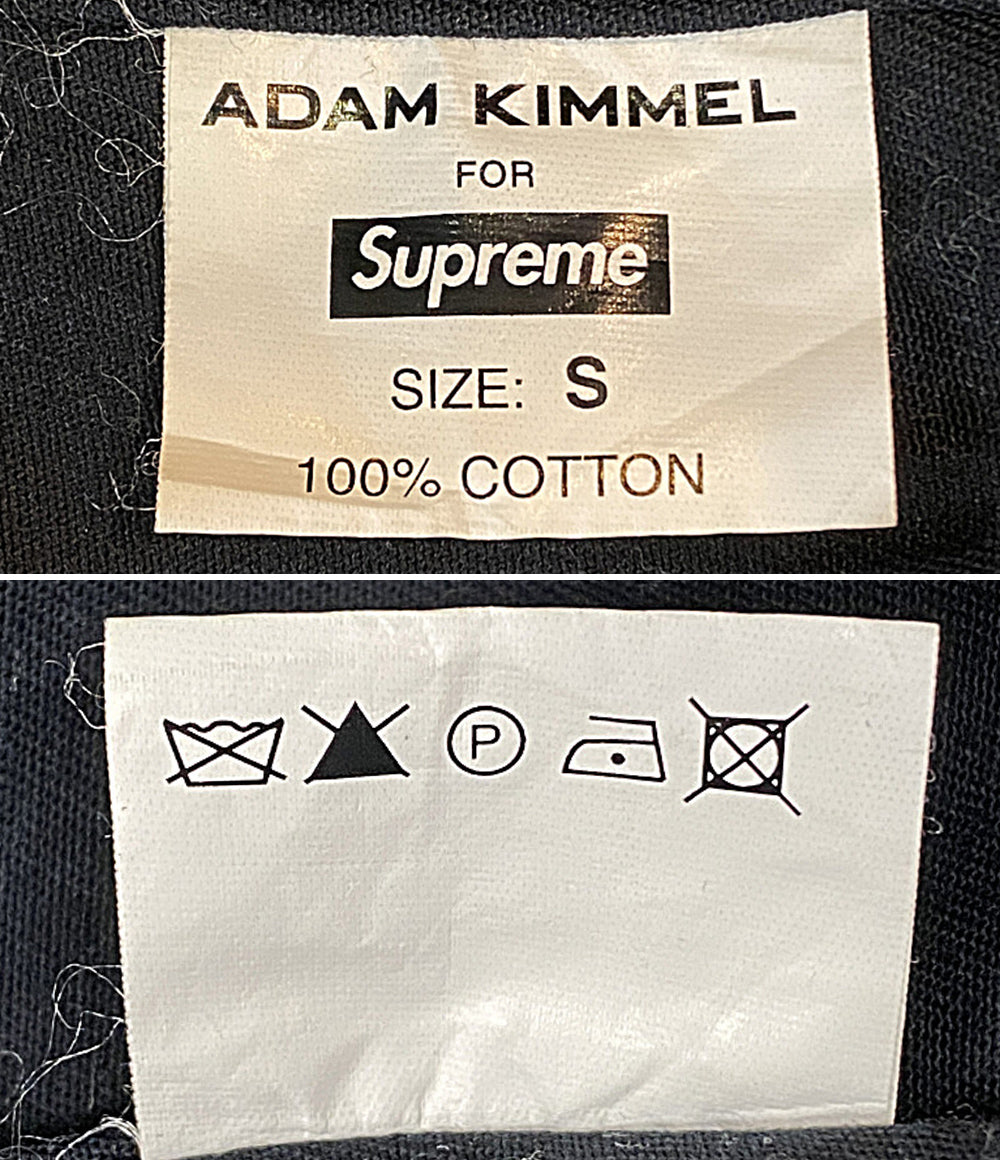 ADAM KIMMEL
FOR
Supreme
SIZE: S
100% COTTON
P